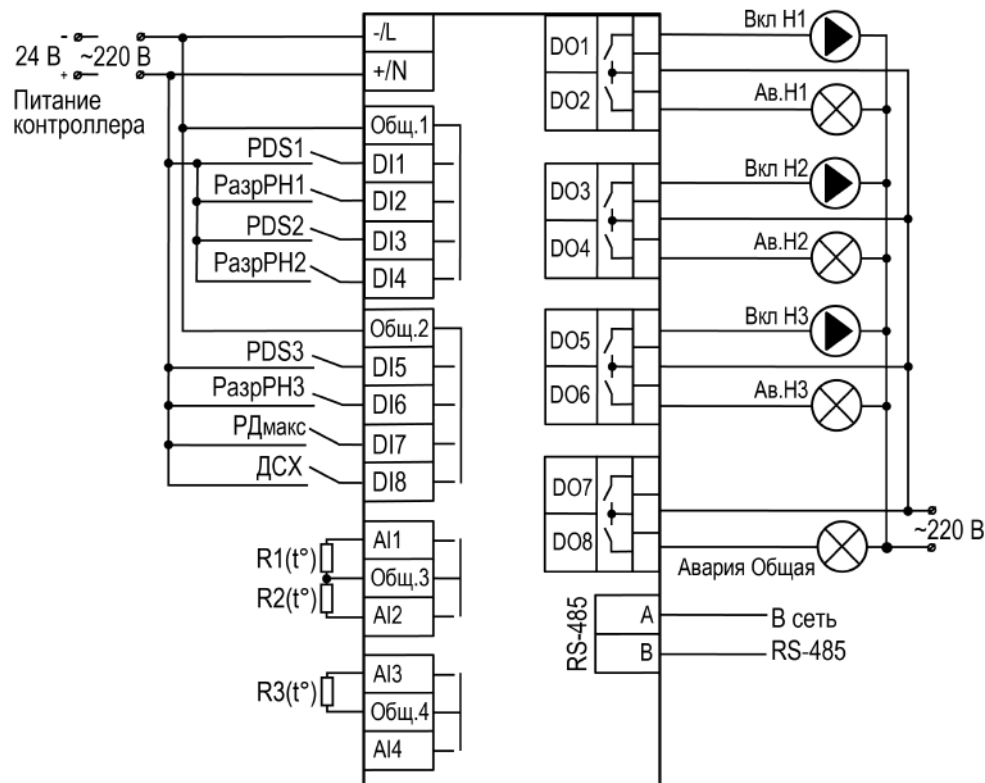 - 
24 В ~220 В
+
Питание
контроллера
-/L
+/N
Общ.1
PDS1
DI1
РазрРН1
DI2
PDS2
DI3
РазрРН2
DI4
Общ.2
PDS3
DI5
РазрРН3
DI6
РДмакс
DI7
ДСХ
DI8
R1(t°)
AI1
Общ.3
R2(t°)
AI2
R3(t°)
AI3
Общ.4
AI4
DO1
Вкл Н1
DO2
Ав.Н1
DO3
Вкл Н2
DO4
Ав.Н2
DO5
Вкл Н3
DO6
Ав.Н3
DO7
DO8
~220 В
Авария Общая
RS-485
A
В сеть
B
RS-485